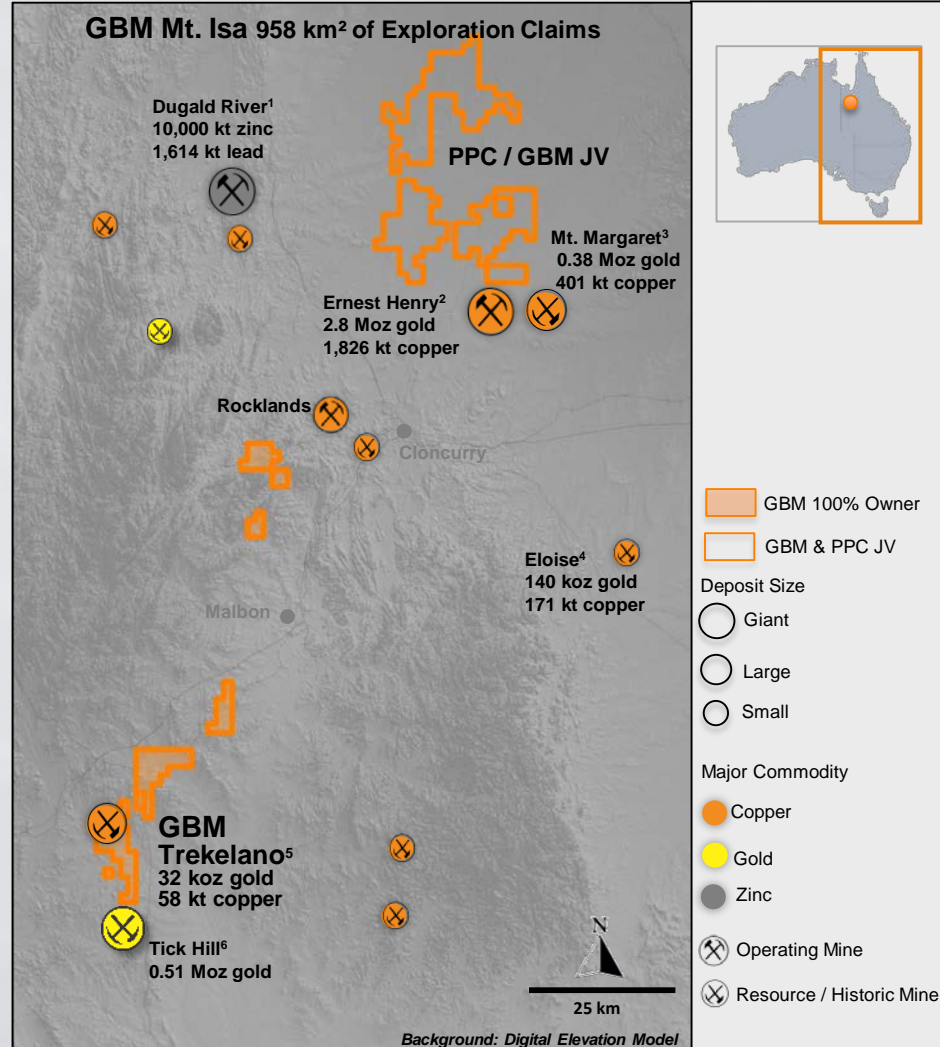 GBM Mt. Isa 958 km² of Exploration Claims
Dugald River¹
10,000 kt zinc
1,614 kt lead
PPC / GBM JV
Mt. Margaret³
0.38 Moz gold
401 kt copper
Ernest Henry²
2.8 Moz gold
1,826 kt copper
Rocklands
Cloncurry
Eloise⁴
140 koz gold
171 kt copper
Malbon
GBM
Trekelano⁵
32 koz gold
58 kt copper
Tick Hill⁶
0.51 Moz gold
N
25 km
Background: Digital Elevation Model
GBM 100% Owner
GBM & PPC JV
Deposit Size
Giant
Large
Small
Major Commodity
Copper
Gold
Zinc
Operating Mine
Resource / Historic Mine